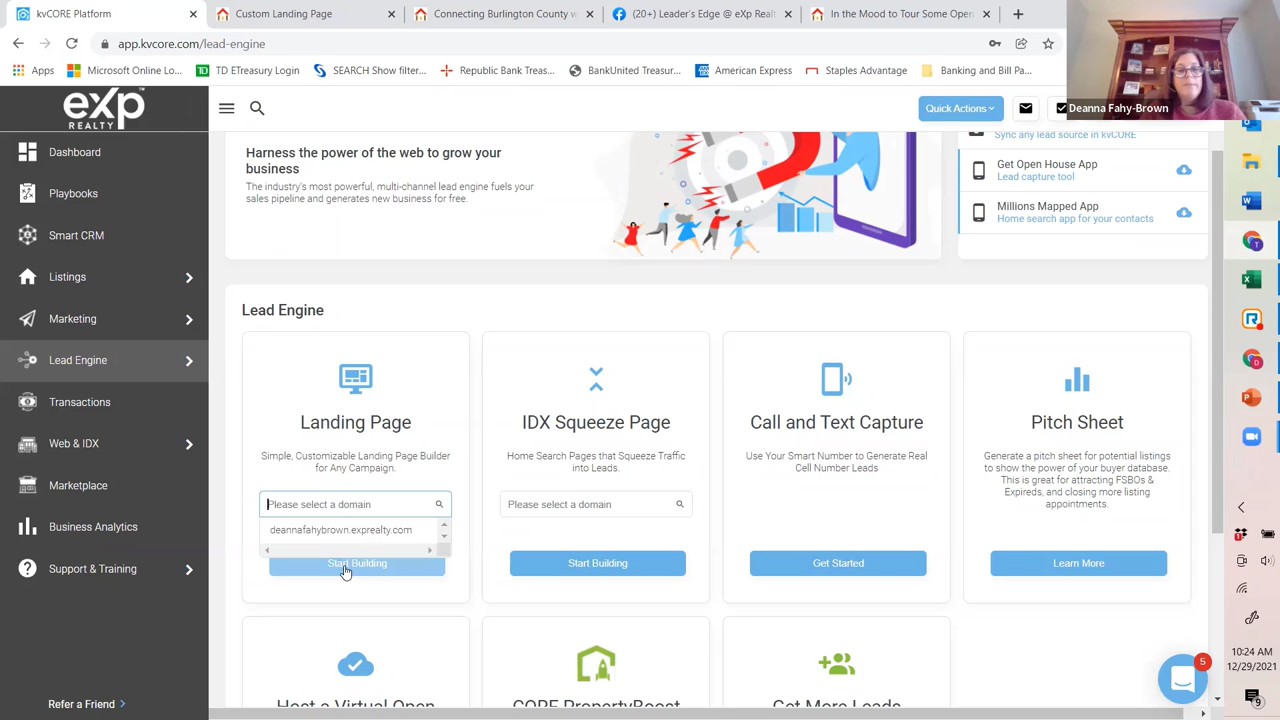 kvCORE Platform
Custom Landing Page
Connecting Burlington County w
(20+) Leader's Edge @ eXp Realt
In the Mood to Tour Some Open
app.kvcore.com/lead-engine
Apps
Microsoft Online Lo...
TD ETreasury Login
SEARCH Show filter...
Republic Bank Treas...
BankUnited Treasur...
American Express
Staples Advantage
Banking and Bill Pa...
Deanna Fahy-Brown
eXp
REALTY
Quick Actions
Dashboard
Playbooks
Smart CRM
Listings
Marketing
Lead Engine
Transactions
Web & IDX
Marketplace
Business Analytics
Support & Training
Refer a Friend
Harness the power of the web to grow your
business
The industry's most powerful, multi-channel lead engine fuels your
sales pipeline and generates new business for free.
Sync any lead source in kvCORE
Get Open House App
Lead capture tool
Millions Mapped App
Home search app for your contacts
Lead Engine
Landing Page
Simple, Customizable Landing Page Builder
for Any Campaign.
Please select a domain
deannafahybrown.exprealty.com
Start Building
IDX Squeeze Page
Home Search Pages that Squeeze Traffic
into Leads.
Please select a domain
Start Building
Call and Text Capture
Use Your Smart Number to Generate Real
Cell Number Leads
Get Started
Pitch Sheet
Generate a pitch sheet for potential listings
to show the power of your buyer database.
This is great for attracting FSBOs &
Expireds, and closing more listing
appointments.
Learn More
Host a Virtual Open
CORE PropertyBoost
Get More Leads
5
10:24 AM
12/29/2021
9